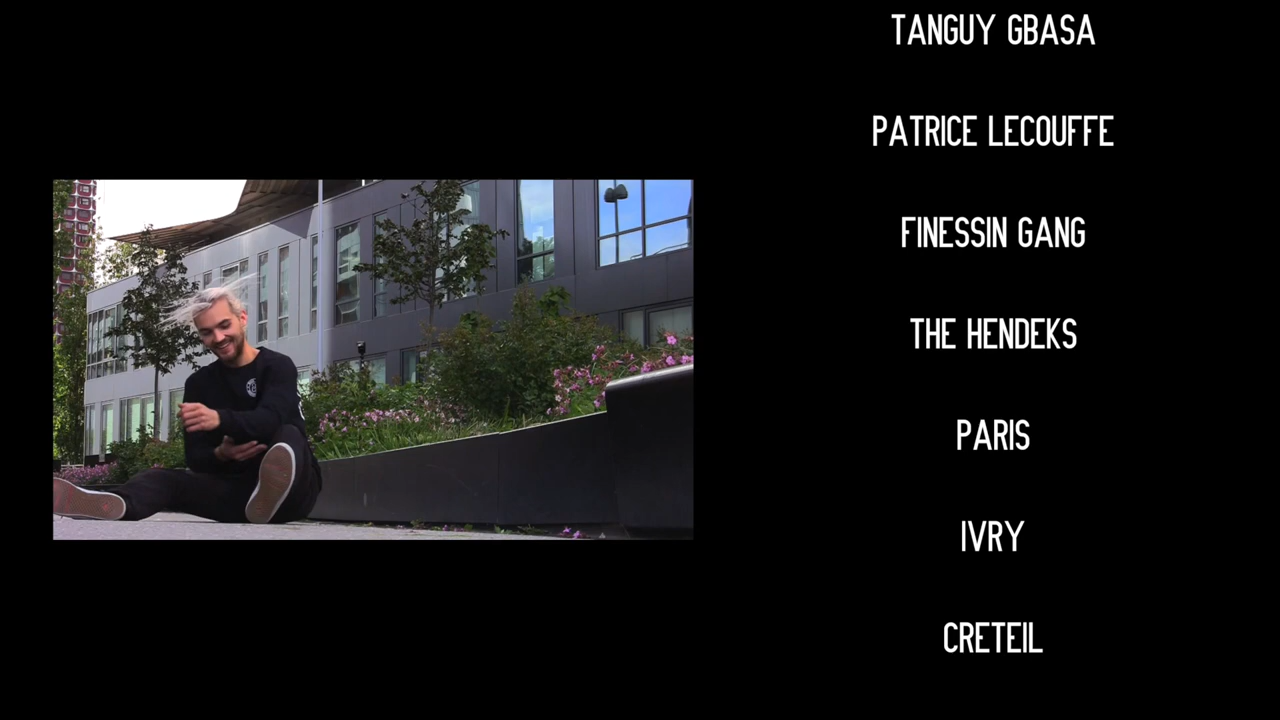 TANGUY GBASA
PATRICE LECOUFFE
FINESSIN GANG
THE HENDEKS
PARIS
IVRY
CRETEIL